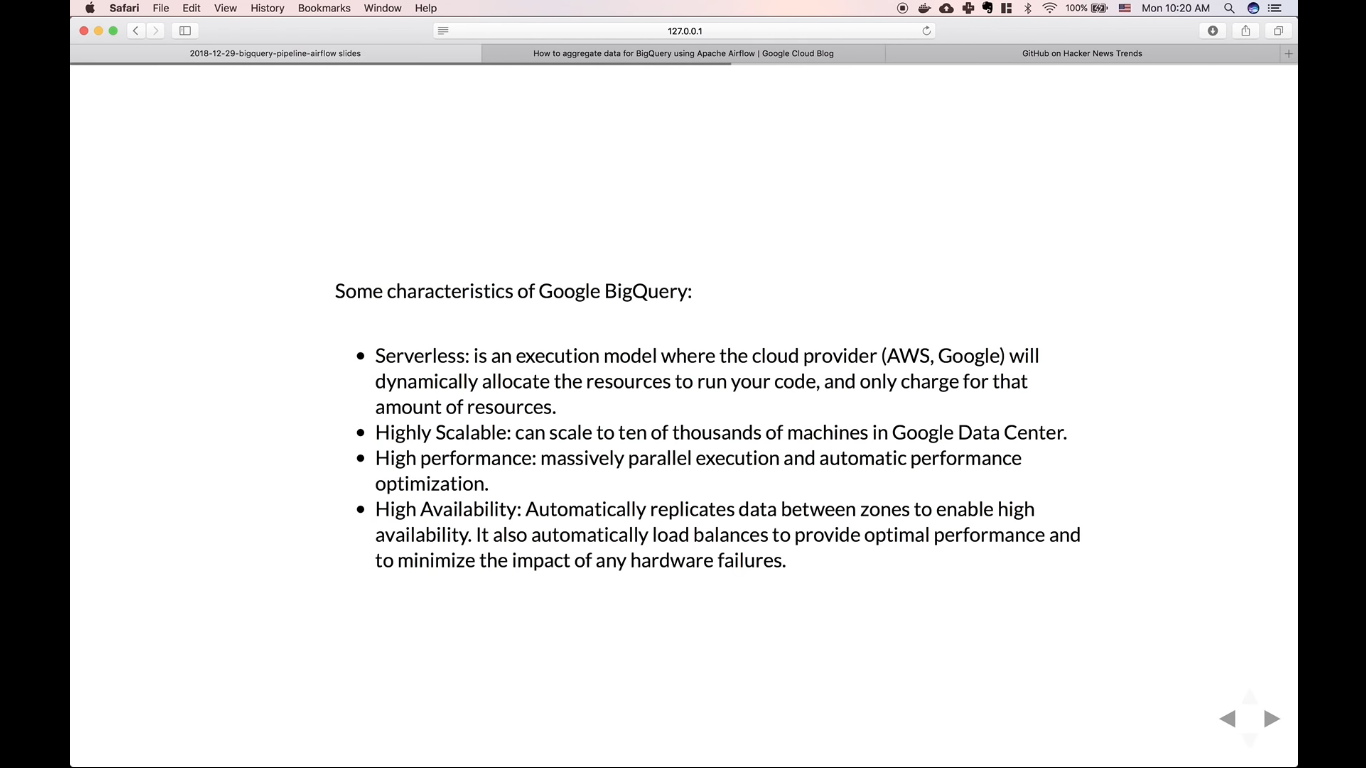 Safari File Edit View History Bookmarks Window Help 100% Mon 10:20 AM
127.0.0.1
2018-12-29-bigquery-pipeline-airflow slides How to aggregate data for BigQuery using Apache Airflow | Google Cloud Blog GitHub on Hacker News Trends
Some characteristics of Google BigQuery:
• Serverless: is an execution model where the cloud provider (AWS, Google) will
dynamically allocate the resources to run your code, and only charge for that
amount of resources.
• Highly Scalable: can scale to ten of thousands of machines in Google Data Center.
• High performance: massively parallel execution and automatic performance
optimization.
• High Availability: Automatically replicates data between zones to enable high
availability. It also automatically load balances to provide optimal performance and
to minimize the impact of any hardware failures.